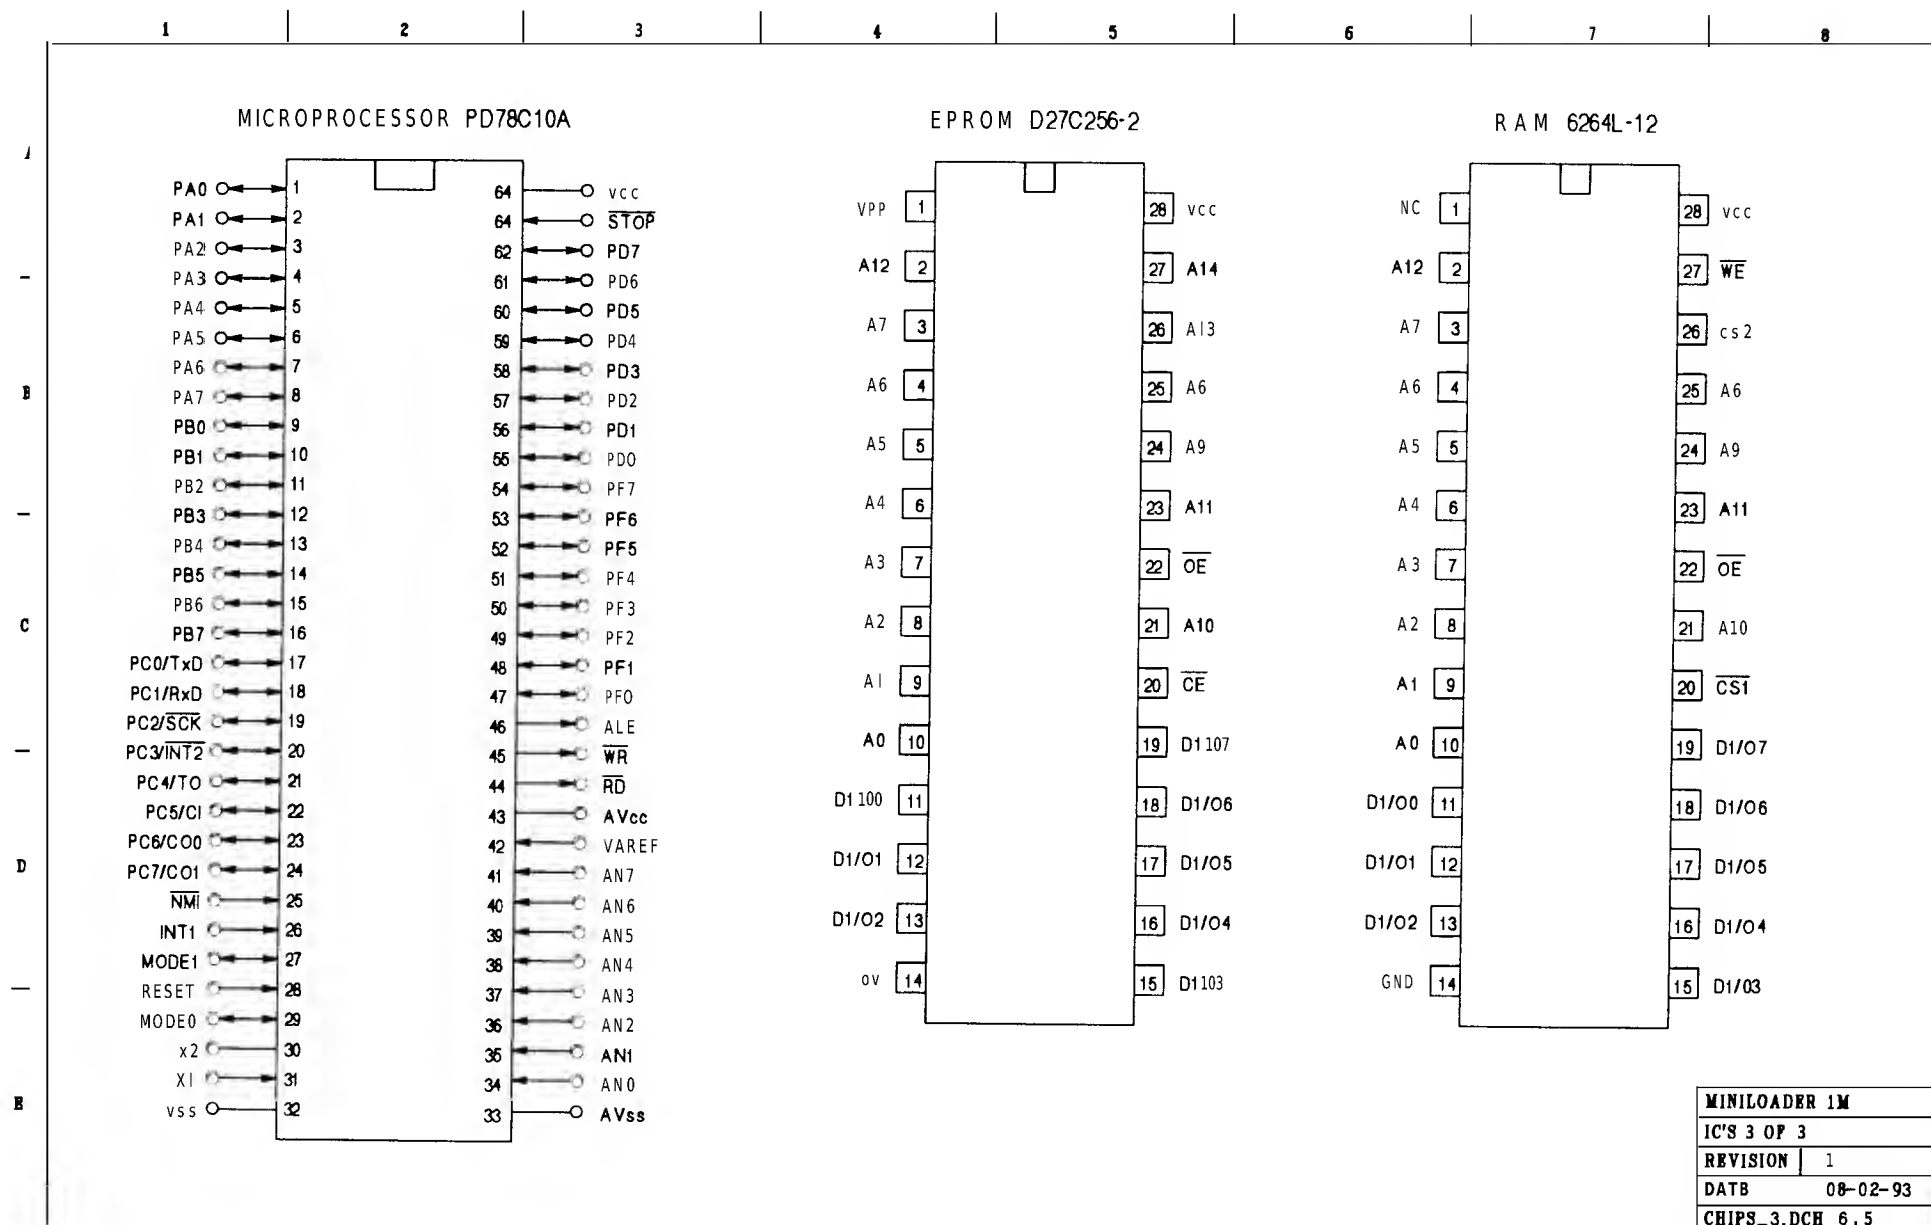 1 2 3 4 5 6 7 8
MICROPROCESSOR PD78C10A
EPROM D27C256-2
RAM 6264L-12
A
B
C
D
E
PA0 1
PA1 2
PA2 3
PA3 4
PA4 5
PA5 6
PA6 7
PA7 8
PB0 9
PB1 10
PB2 11
PB3 12
PB4 13
PB5 14
PB6 15
PB7 16
PC0/TxD 17
PC1/RxD 18
PC2/SCK 19
PC3/INT2 20
PC4/TO 21
PC5/CI 22
PC6/CO0 23
PC7/CO1 24
NMI 25
INT1 26
MODE1 27
RESET 28
MODE0 29
x2 30
XI 31
vss 32
64 vcc
64 STOP
62 PD7
61 PD6
60 PD5
59 PD4
58 PD3
57 PD2
56 PD1
55 PD0
54 PF7
53 PF6
52 PF5
51 PF4
50 PF3
49 PF2
48 PF1
47 PF0
46 ALE
45 WR
44 RD
43 AVcc
42 VAREF
41 AN7
40 AN6
39 AN5
38 AN4
37 AN3
36 AN2
35 AN1
34 AN0
33 AVss
VPP 1
A12 2
A7 3
A6 4
A5 5
A4 6
A3 7
A2 8
AI 9
A0 10
D1100 11
D1/O1 12
D1/O2 13
ov 14
28 vcc
27 A14
26 AI3
25 A6
24 A9
23 A11
22 OE
21 A10
20 CE
19 D1107
18 D1/O6
17 D1/O5
16 D1/O4
15 D1103
NC 1
A12 2
A7 3
A6 4
A5 5
A4 6
A3 7
A2 8
A1 9
A0 10
D1/O0 11
D1/O1 12
D1/O2 13
GND 14
28 vcc
27 WE
26 cs2
25 A6
24 A9
23 A11
22 OE
21 A10
20 CS1
19 D1/O7
18 D1/O6
17 D1/O5
16 D1/O4
15 D1/03
MINILOADER 1M
IC'S 3 OF 3
REVISION 1
DATE 08-02-93
CHIPS_3.DCH 6.5